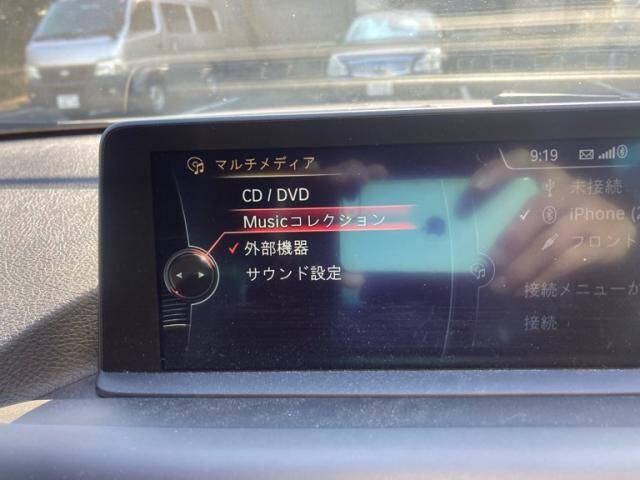 マルチメディア
9:19
CD / DVD
Musicコレクション
外部機器
サウンド設定
未接続
iPhone (
フロント
接続メニューか
接続